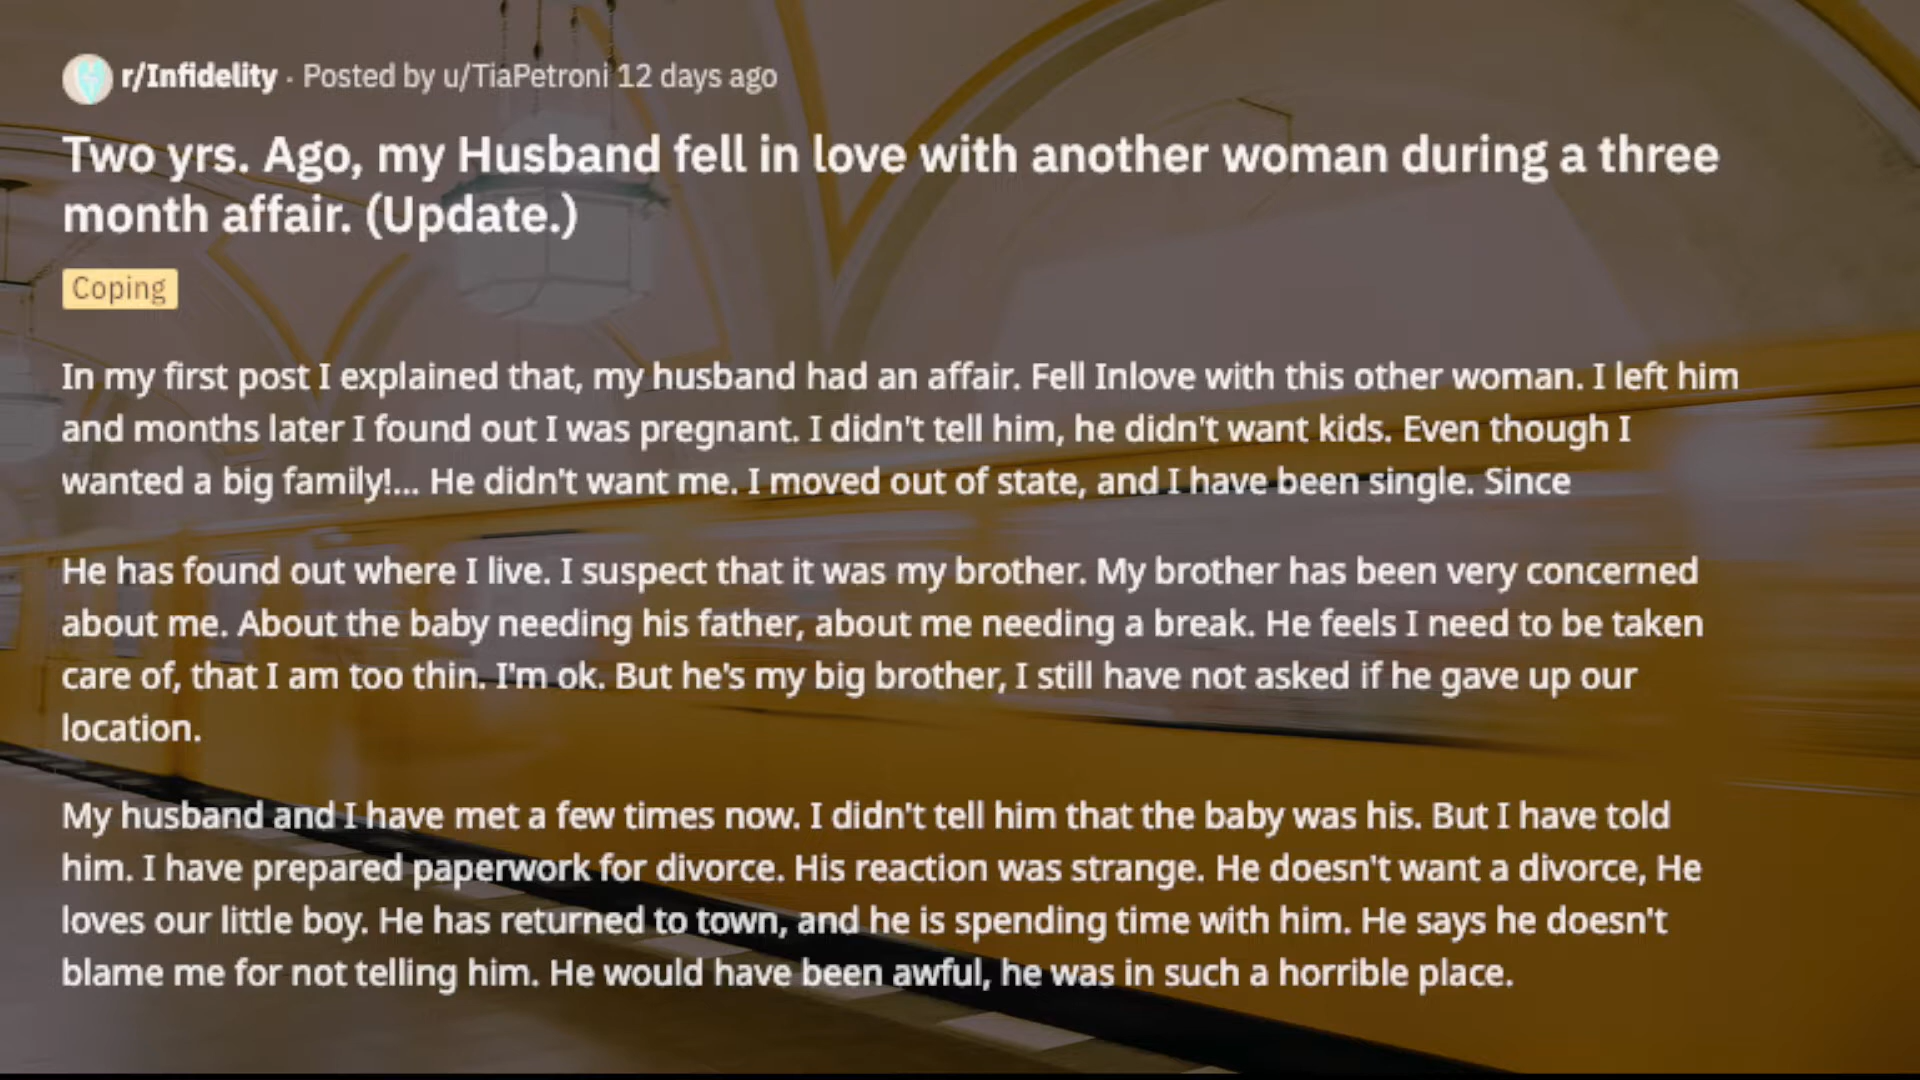 r/Infidelity · Posted by u/TiaPetroni 12 days ago
Two yrs. Ago, my Husband fell in love with another woman during a three
month affair. (Update.)
Coping
In my first post I explained that, my husband had an affair. Fell Inlove with this other woman. I left him
and months later I found out I was pregnant. I didn't tell him, he didn't want kids. Even though I
wanted a big family!... He didn't want me. I moved out of state, and I have been single. Since
He has found out where I live. I suspect that it was my brother. My brother has been very concerned
about me. About the baby needing his father, about me needing a break. He feels I need to be taken
care of, that I am too thin. I'm ok. But he's my big brother, I still have not asked if he gave up our
location.
My husband and I have met a few times now. I didn't tell him that the baby was his. But I have told
him. I have prepared paperwork for divorce. His reaction was strange. He doesn't want a divorce, He
loves our little boy. He has returned to town, and he is spending time with him. He says he doesn't
blame me for not telling him. He would have been awful, he was in such a horrible place.